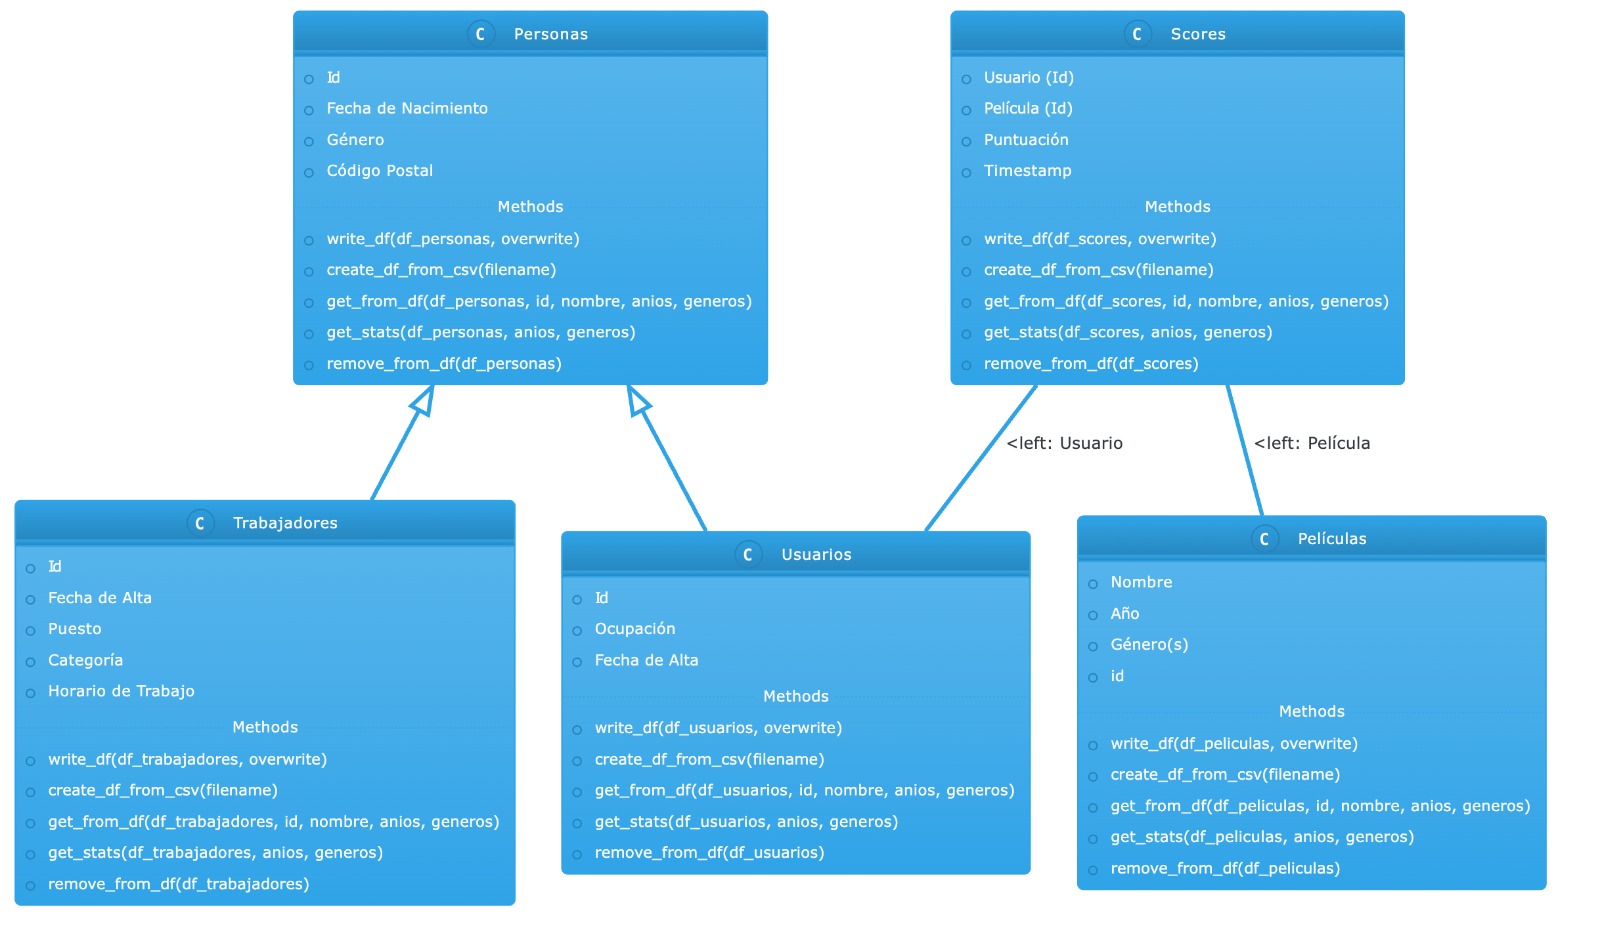 C Personas
Id
Fecha de Nacimiento
Género
Código Postal
Methods
write_df(df_personas, overwrite)
create_df_from_csv(filename)
get_from_df(df_personas, id, nombre, anios, generos)
get_stats(df_personas, anios, generos)
remove_from_df(df_personas)
C Scores
Usuario (Id)
Película (Id)
Puntuación
Timestamp
Methods
write_df(df_scores, overwrite)
create_df_from_csv(filename)
get_from_df(df_scores, id, nombre, anios, generos)
get_stats(df_scores, anios, generos)
remove_from_df(df_scores)
<left: Usuario
<left: Película
C Trabajadores
Id
Fecha de Alta
Puesto
Categoría
Horario de Trabajo
Methods
write_df(df_trabajadores, overwrite)
create_df_from_csv(filename)
get_from_df(df_trabajadores, id, nombre, anios, generos)
get_stats(df_trabajadores, anios, generos)
remove_from_df(df_trabajadores)
C Usuarios
Id
Ocupación
Fecha de Alta
Methods
write_df(df_usuarios, overwrite)
create_df_from_csv(filename)
get_from_df(df_usuarios, id, nombre, anios, generos)
get_stats(df_usuarios, anios, generos)
remove_from_df(df_usuarios)
C Películas
Nombre
Año
Género(s)
id
Methods
write_df(df_peliculas, overwrite)
create_df_from_csv(filename)
get_from_df(df_peliculas, id, nombre, anios, generos)
get_stats(df_peliculas, anios, generos)
remove_from_df(df_peliculas)